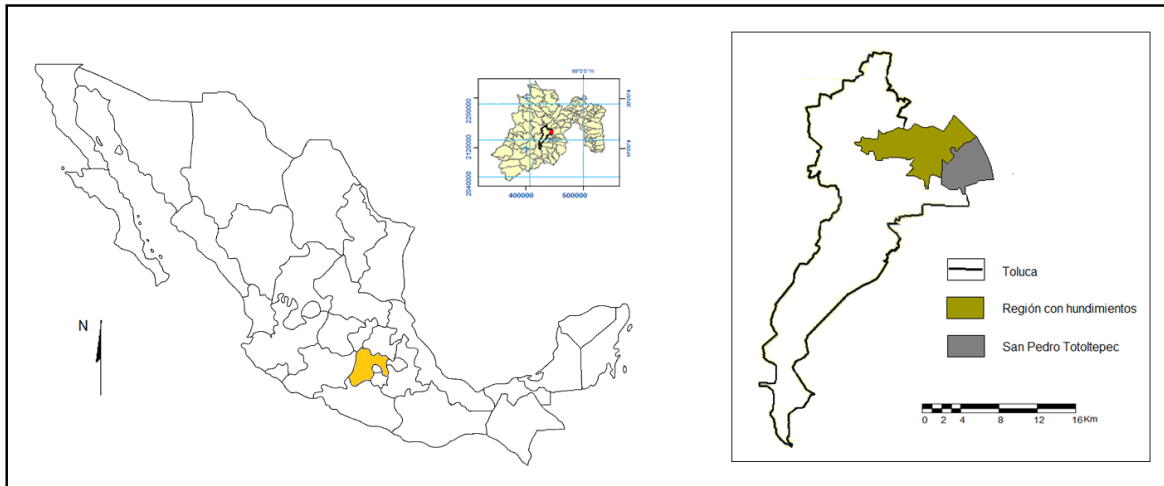 N
2200000
2120000
2040000
400000 500000
Toluca
Región con hundimientos
San Pedro Totoltepec
0 2 4 8 12 16 Km